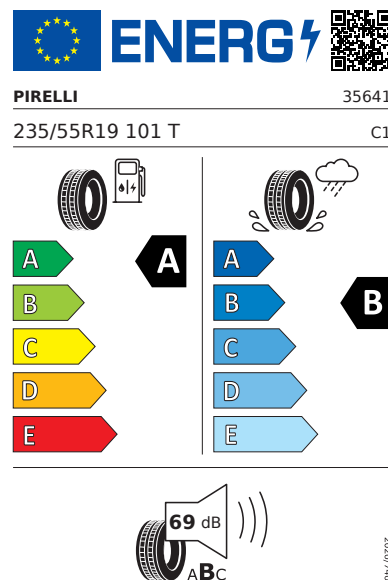 ENERG
PIRELLI 35641
235/55R19 101 T C1
A A A
B B B
C C
D D
E E
69 dB
ABC